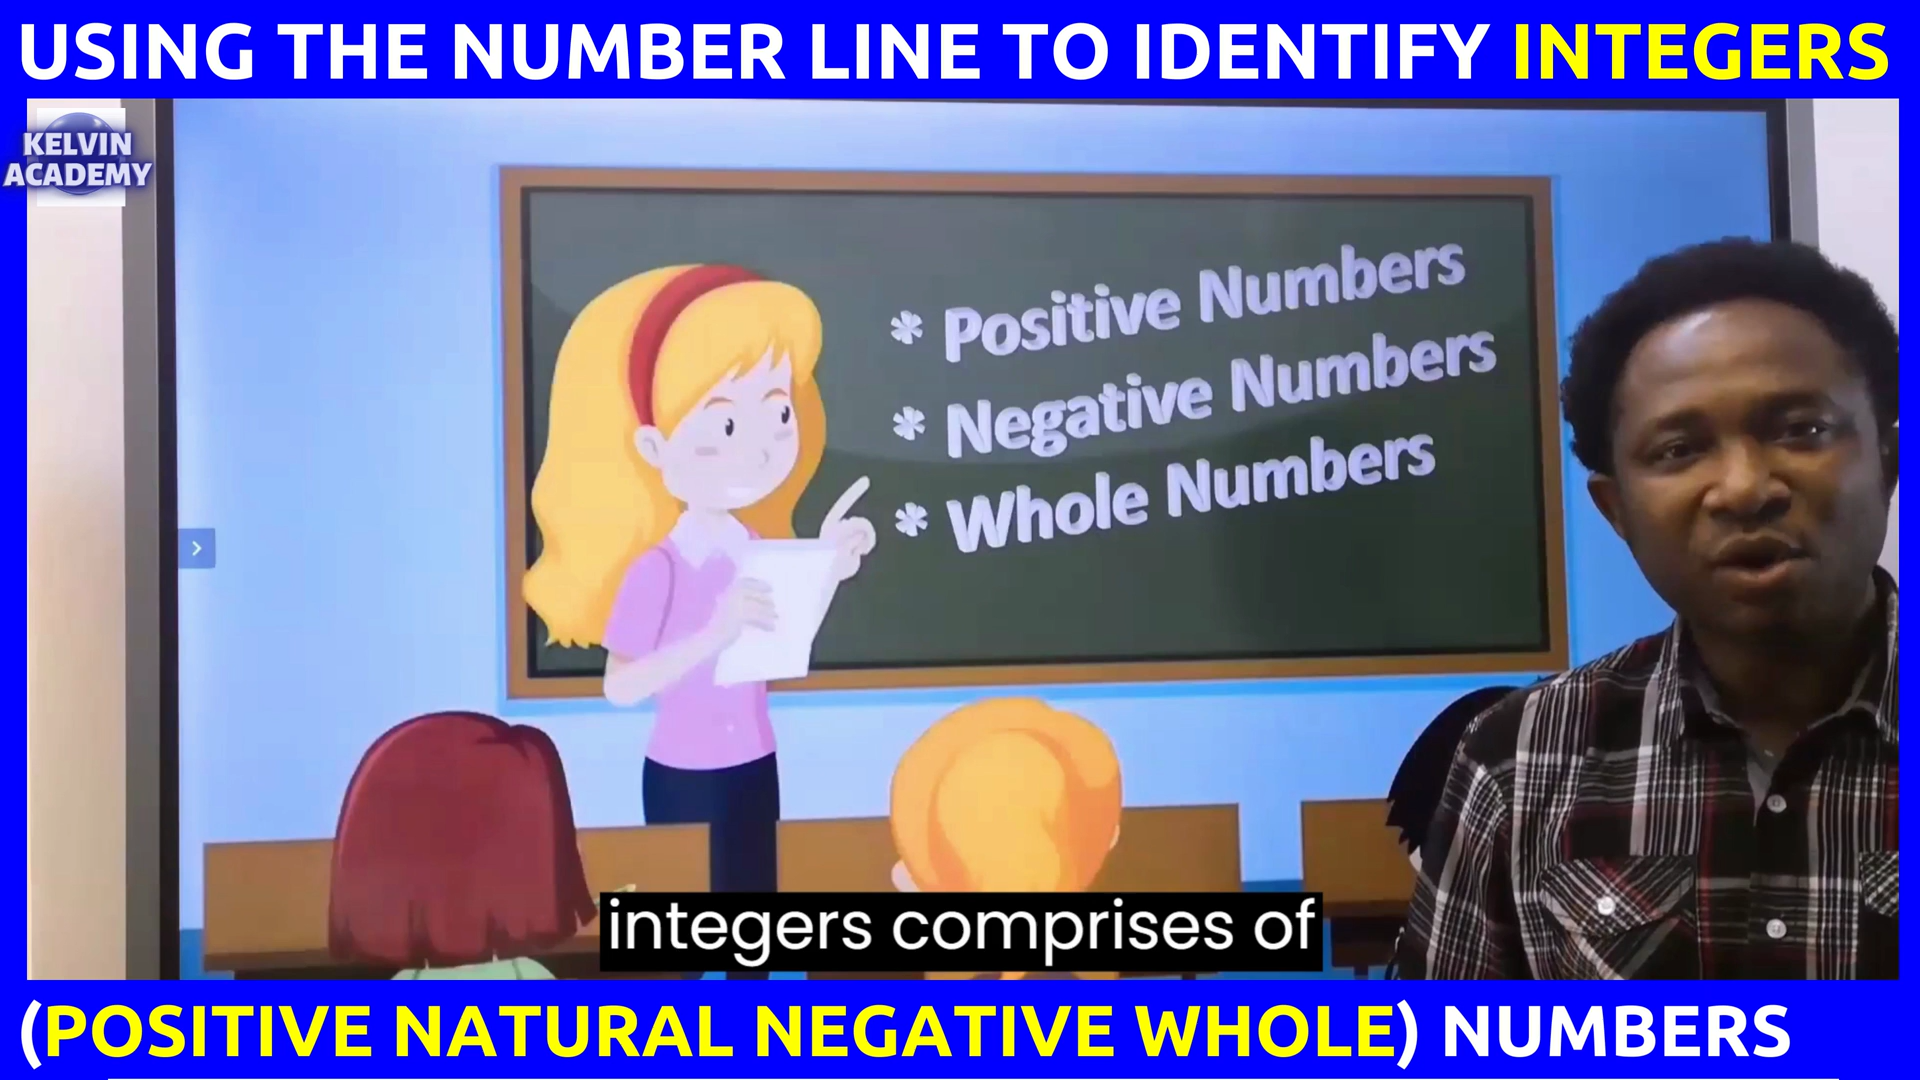 USING THE NUMBER LINE TO IDENTIFY INTEGERS
KELVIN
ACADEMY
* Positive Numbers
* Negative Numbers
* Whole Numbers
integers comprises of
(POSITIVE NATURAL NEGATIVE WHOLE) NUMBERS